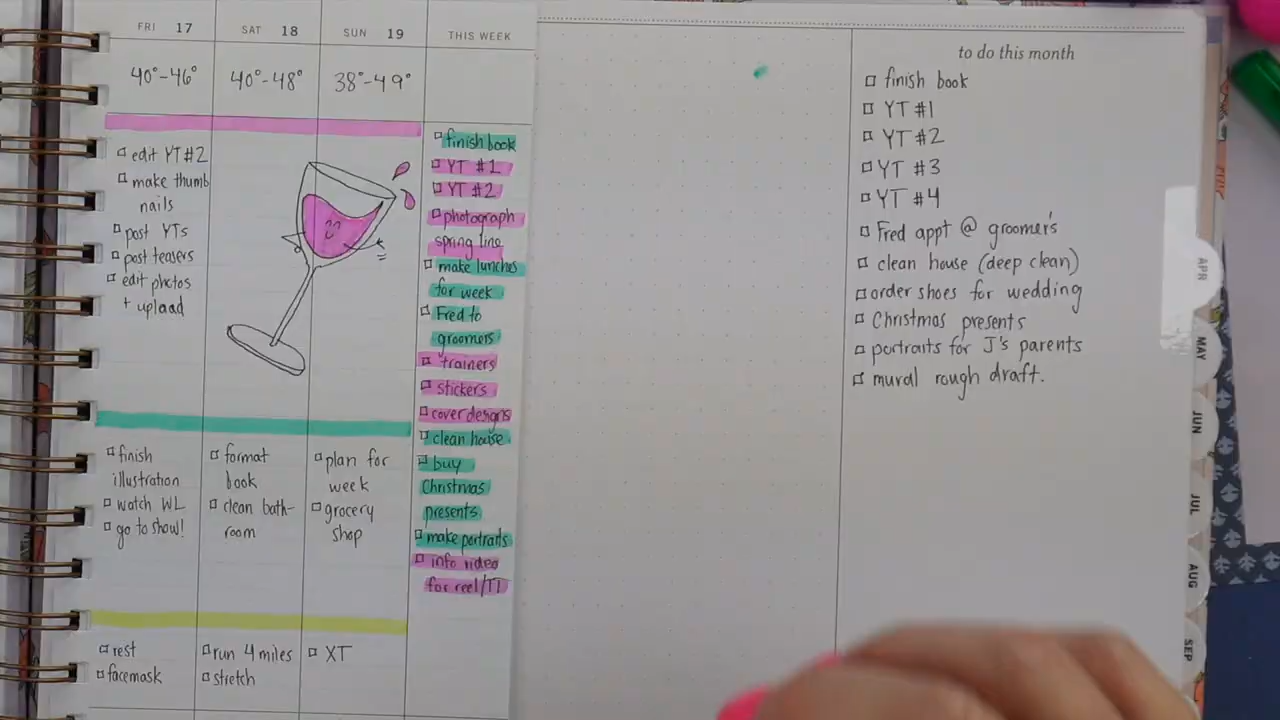 FRI 17
SAT 18
SUN 19
THIS WEEK
40°-46°
40°-48°
38°-49°
edit YT#2
make thumb
nails
post YTs
post teasers
edit photos
+ upload
finish book
YT #1
YT #2
photograph
spring line
make lunches
for week
Fred to
groomers
trainers
stickers
cover designs
clean house
buy
Christmas
presents
make portraits
info video
for reel/TT
finish
illustration
watch WL
go to show!
format
book
clean bath-
room
plan for
week
grocery
shop
rest
facemask
run 4 miles
stretch
XT
to do this month
finish book
YT #1
YT #2
YT #3
YT #4
Fred appt @ groomer's
clean house (deep clean)
order shoes for wedding
Christmas presents
portraits for J's parents
mural rough draft.
APR
MAY
JUN
JUL
AUG
SEP